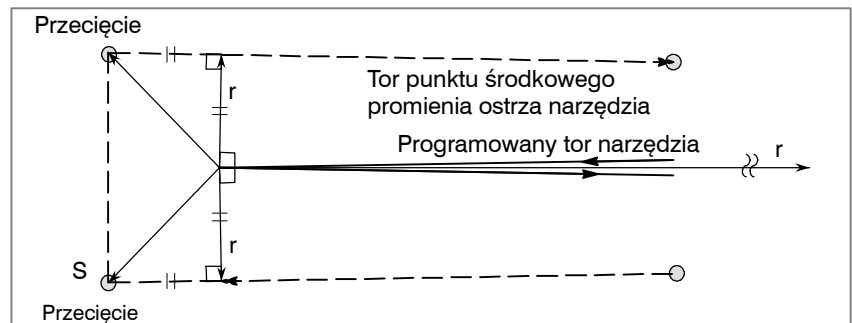 Przecięcie
r
Tor punktu środkowego
promienia ostrza narzędzia
Programowany tor narzędzia
r
r
S
Przecięcie